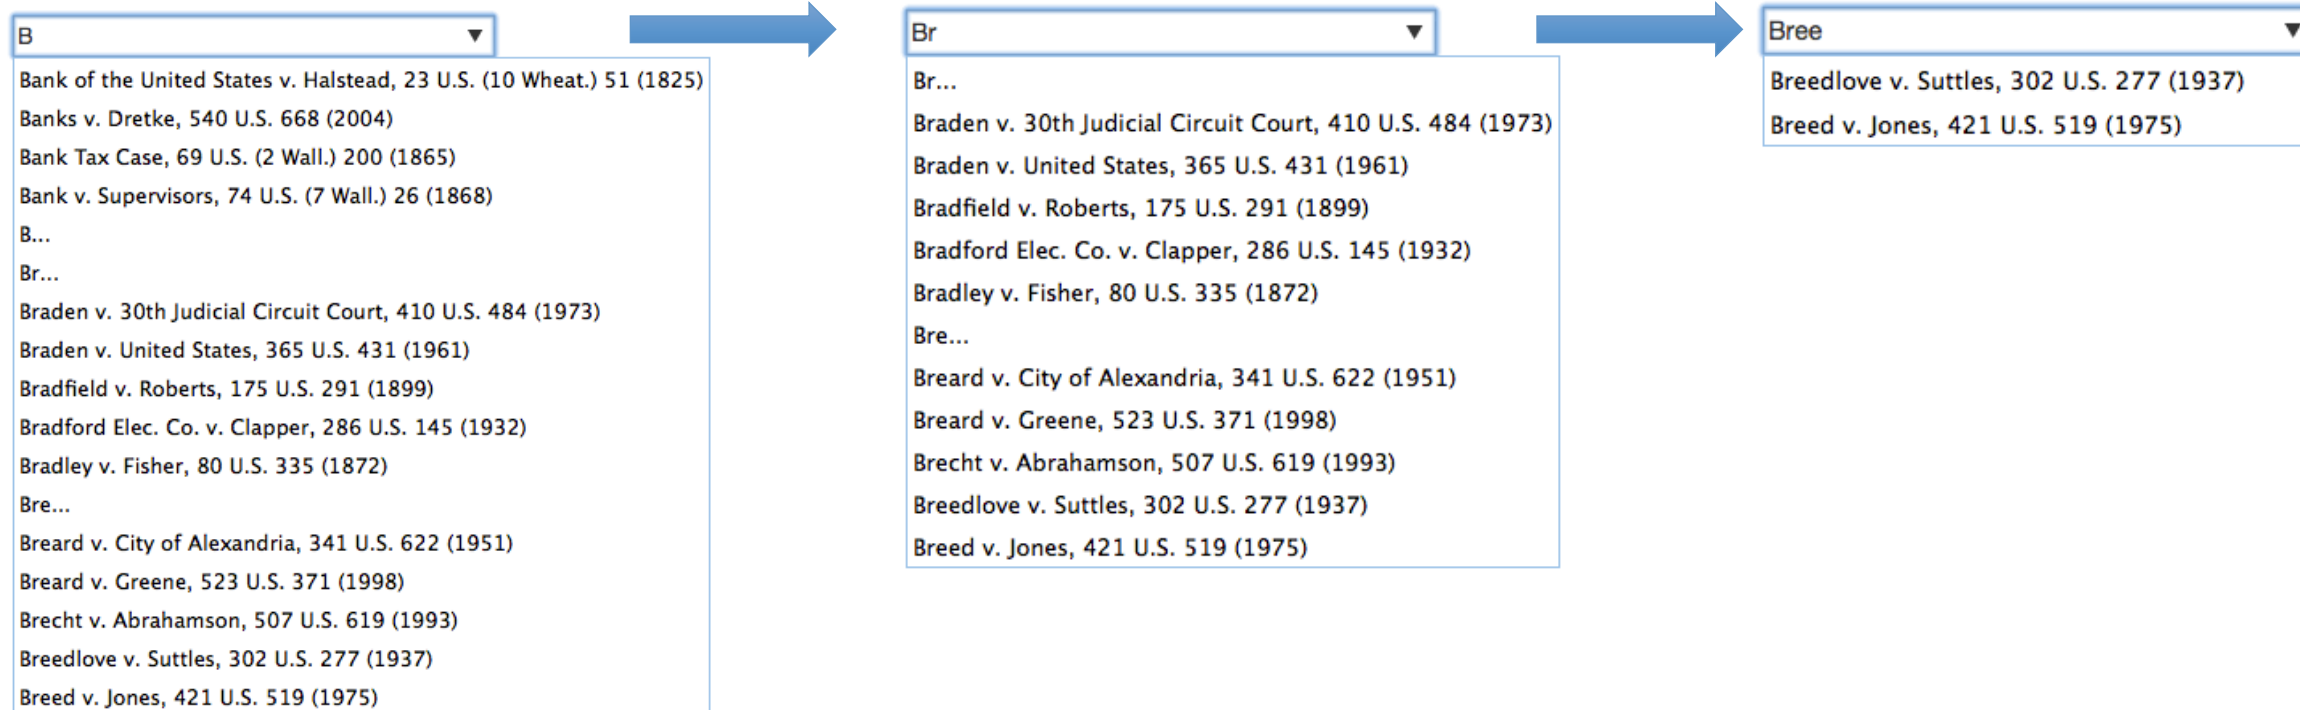 B
Bank of the United States v. Halstead, 23 U.S. (10 Wheat.) 51 (1825)
Banks v. Dretke, 540 U.S. 668 (2004)
Bank Tax Case, 69 U.S. (2 Wall.) 200 (1865)
Bank v. Supervisors, 74 U.S. (7 Wall.) 26 (1868)
B...
Br...
Braden v. 30th Judicial Circuit Court, 410 U.S. 484 (1973)
Braden v. United States, 365 U.S. 431 (1961)
Bradfield v. Roberts, 175 U.S. 291 (1899)
Bradford Elec. Co. v. Clapper, 286 U.S. 145 (1932)
Bradley v. Fisher, 80 U.S. 335 (1872)
Bre...
Breard v. City of Alexandria, 341 U.S. 622 (1951)
Breard v. Greene, 523 U.S. 371 (1998)
Brecht v. Abrahamson, 507 U.S. 619 (1993)
Breedlove v. Suttles, 302 U.S. 277 (1937)
Breed v. Jones, 421 U.S. 519 (1975)
Br
Br...
Braden v. 30th Judicial Circuit Court, 410 U.S. 484 (1973)
Braden v. United States, 365 U.S. 431 (1961)
Bradfield v. Roberts, 175 U.S. 291 (1899)
Bradford Elec. Co. v. Clapper, 286 U.S. 145 (1932)
Bradley v. Fisher, 80 U.S. 335 (1872)
Bre...
Breard v. City of Alexandria, 341 U.S. 622 (1951)
Breard v. Greene, 523 U.S. 371 (1998)
Brecht v. Abrahamson, 507 U.S. 619 (1993)
Breedlove v. Suttles, 302 U.S. 277 (1937)
Breed v. Jones, 421 U.S. 519 (1975)
Bree
Breedlove v. Suttles, 302 U.S. 277 (1937)
Breed v. Jones, 421 U.S. 519 (1975)